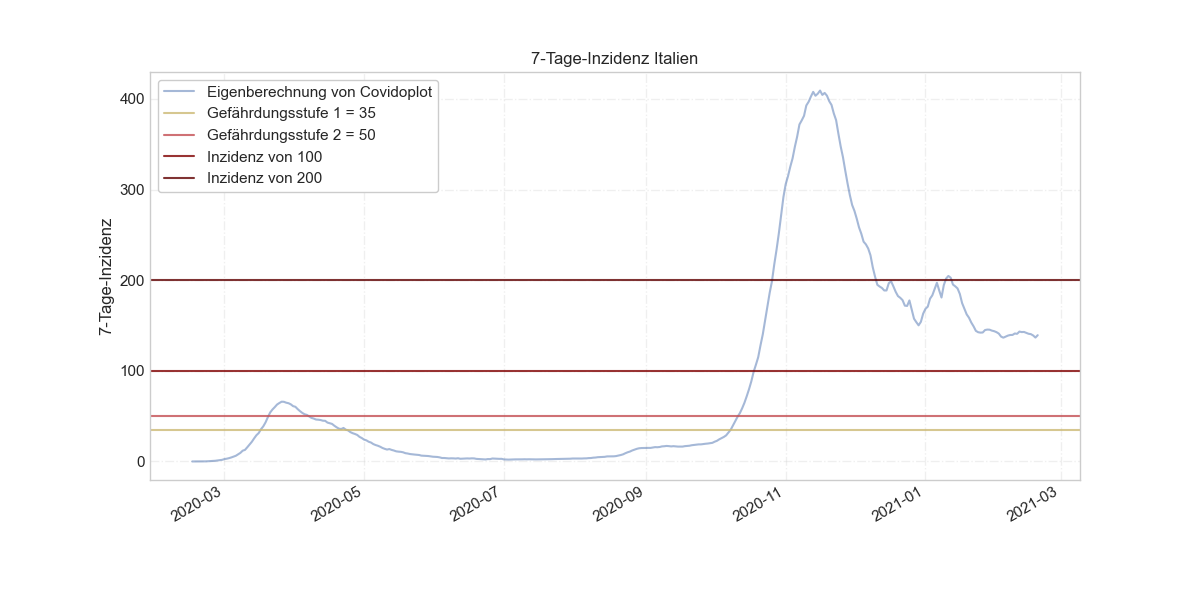 7-Tage-Inzidenz Italien
Eigenberechnung von Covidoplot
Gefährdungsstufe 1 = 35
Gefährdungsstufe 2 = 50
Inzidenz von 100
Inzidenz von 200
7-Tage-Inzidenz
400
300
200
100
0
2020-03
2020-05
2020-07
2020-09
2020-11
2021-01
2021-03